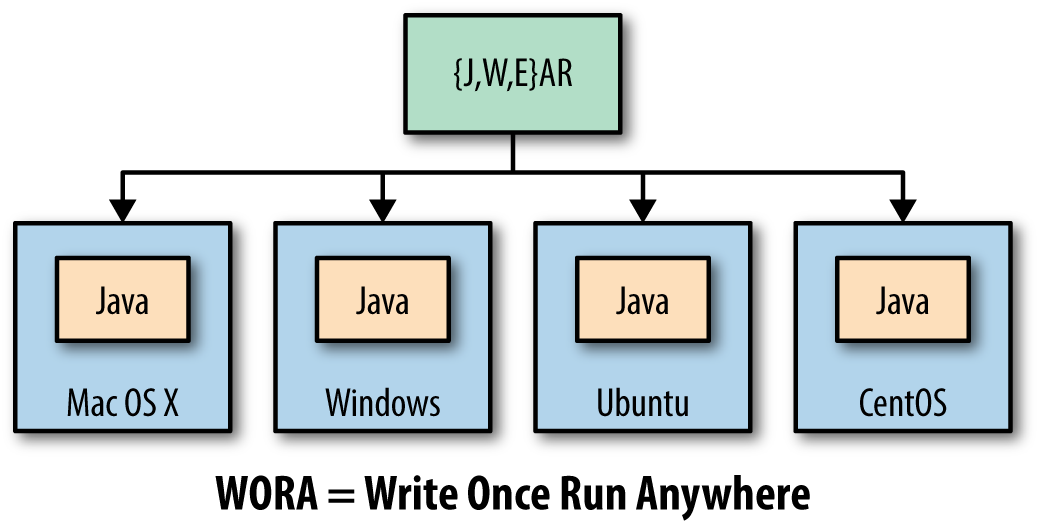 {J,W,E}AR
Java
Java
Java
Java
Mac OS X
Windows
Ubuntu
CentOS
WORA = Write Once Run Anywhere